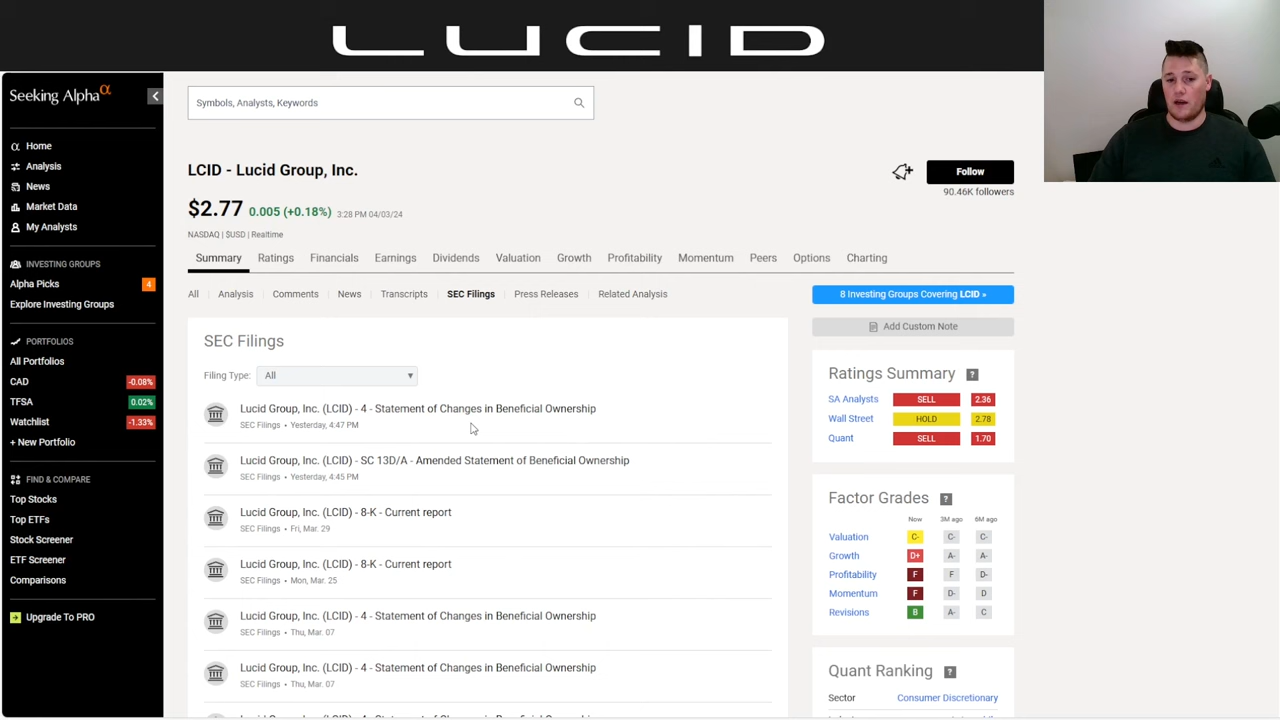 LUCID
Seeking Alpha α
Symbols, Analysts, Keywords
Home
Analysis
News
Market Data
My Analysts
INVESTING GROUPS
Alpha Picks 4
Explore Investing Groups
PORTFOLIOS
All Portfolios
CAD -0.08%
TFSA 0.02%
Watchlist -1.33%
+ New Portfolio
FIND & COMPARE
Top Stocks
Top ETFs
Stock Screener
ETF Screener
Comparisons
Upgrade To PRO
LCID - Lucid Group, Inc.
Follow
90.46K followers
$2.77 0.005 (+0.18%) 3:28 PM 04/03/24
NASDAQ | $USD | Realtime
Summary Ratings Financials Earnings Dividends Valuation Growth Profitability Momentum Peers Options Charting
All Analysis Comments News Transcripts SEC Filings Press Releases Related Analysis
SEC Filings
Filing Type: All
Lucid Group, Inc. (LCID) - 4 - Statement of Changes in Beneficial Ownership
SEC Filings • Yesterday, 4:47 PM
Lucid Group, Inc. (LCID) - SC 13D/A - Amended Statement of Beneficial Ownership
SEC Filings • Yesterday, 4:45 PM
Lucid Group, Inc. (LCID) - 8-K - Current report
SEC Filings • Fri, Mar. 29
Lucid Group, Inc. (LCID) - 8-K - Current report
SEC Filings • Mon, Mar. 25
Lucid Group, Inc. (LCID) - 4 - Statement of Changes in Beneficial Ownership
SEC Filings • Thu, Mar. 07
Lucid Group, Inc. (LCID) - 4 - Statement of Changes in Beneficial Ownership
SEC Filings • Thu, Mar. 07
8 Investing Groups Covering LCID »
Add Custom Note
Ratings Summary ?
SA Analysts SELL 2.36
Wall Street HOLD 2.78
Quant SELL 1.70
Factor Grades ?
Now 3M ago 6M ago
Valuation C- C- C-
Growth D+ A- A-
Profitability F F D-
Momentum F D- D
Revisions B A- C
Quant Ranking ?
Sector Consumer Discretionary